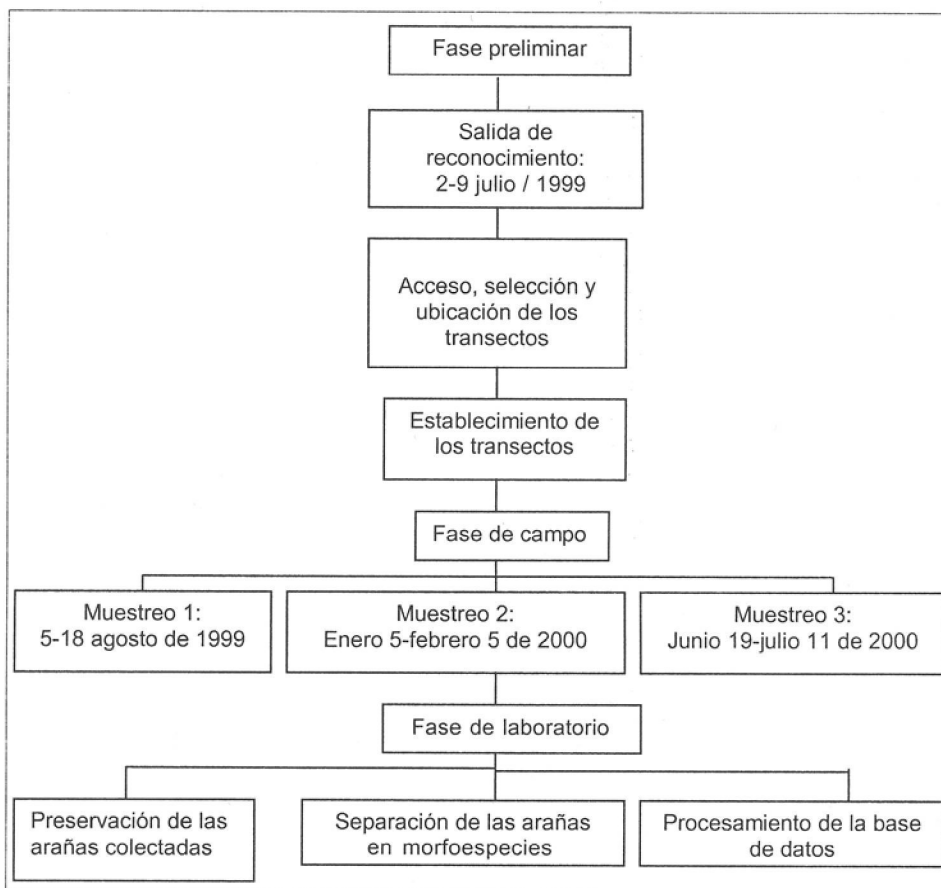 Fase preliminar
Salida de
reconocimiento:
2-9 julio / 1999
Acceso, selección y
ubicación de los
transectos
Establecimiento de
los transectos
Fase de campo
Muestreo 1:
5-18 agosto de 1999
Muestreo 2:
Enero 5-febrero 5 de 2000
Muestreo 3:
Junio 19-julio 11 de 2000
Fase de laboratorio
Preservación de las
arañas colectadas
Separación de las arañas
en morfoespecies
Procesamiento de la base
de datos